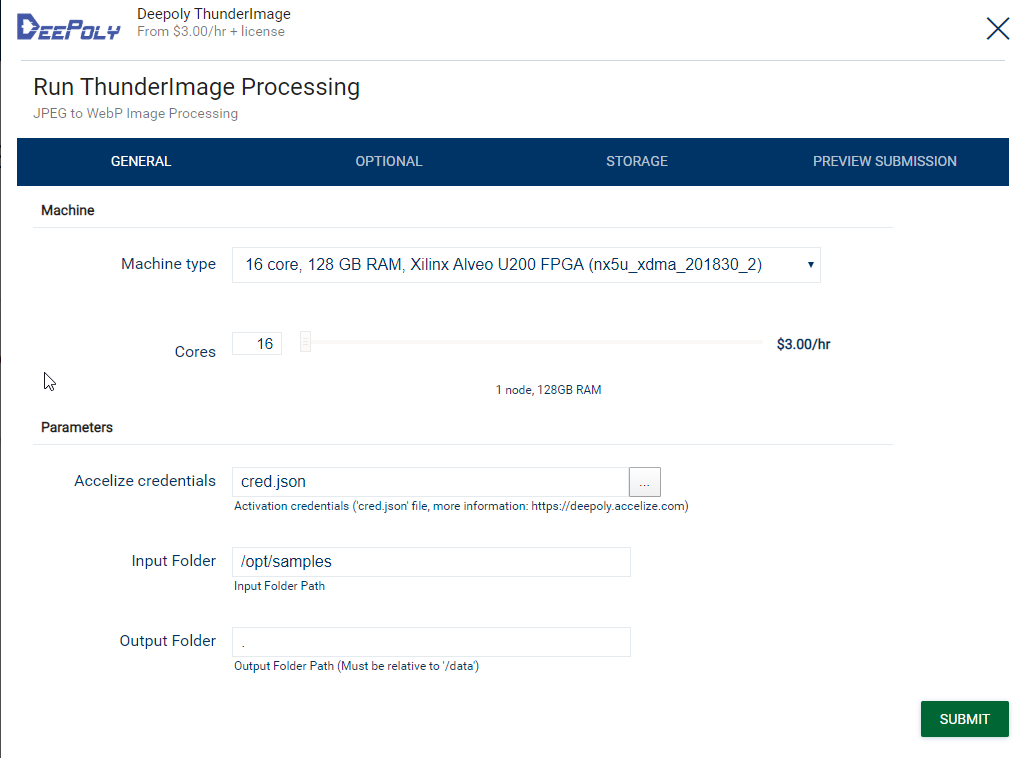 DEEPOLY
Deepoly ThunderImage
From $3.00/hr + license
Run ThunderImage Processing
JPEG to WebP Image Processing
GENERAL OPTIONAL STORAGE PREVIEW SUBMISSION
Machine
Machine type 16 core, 128 GB RAM, Xilinx Alveo U200 FPGA (nx5u_xdma_201830_2)
Cores 16 $3.00/hr
1 node, 128GB RAM
Parameters
Accelize credentials cred.json ...
Activation credentials ('cred.json' file, more information: https://deepoly.accelize.com)
Input Folder /opt/samples
Input Folder Path
Output Folder .
Output Folder Path (Must be relative to '/data')
SUBMIT